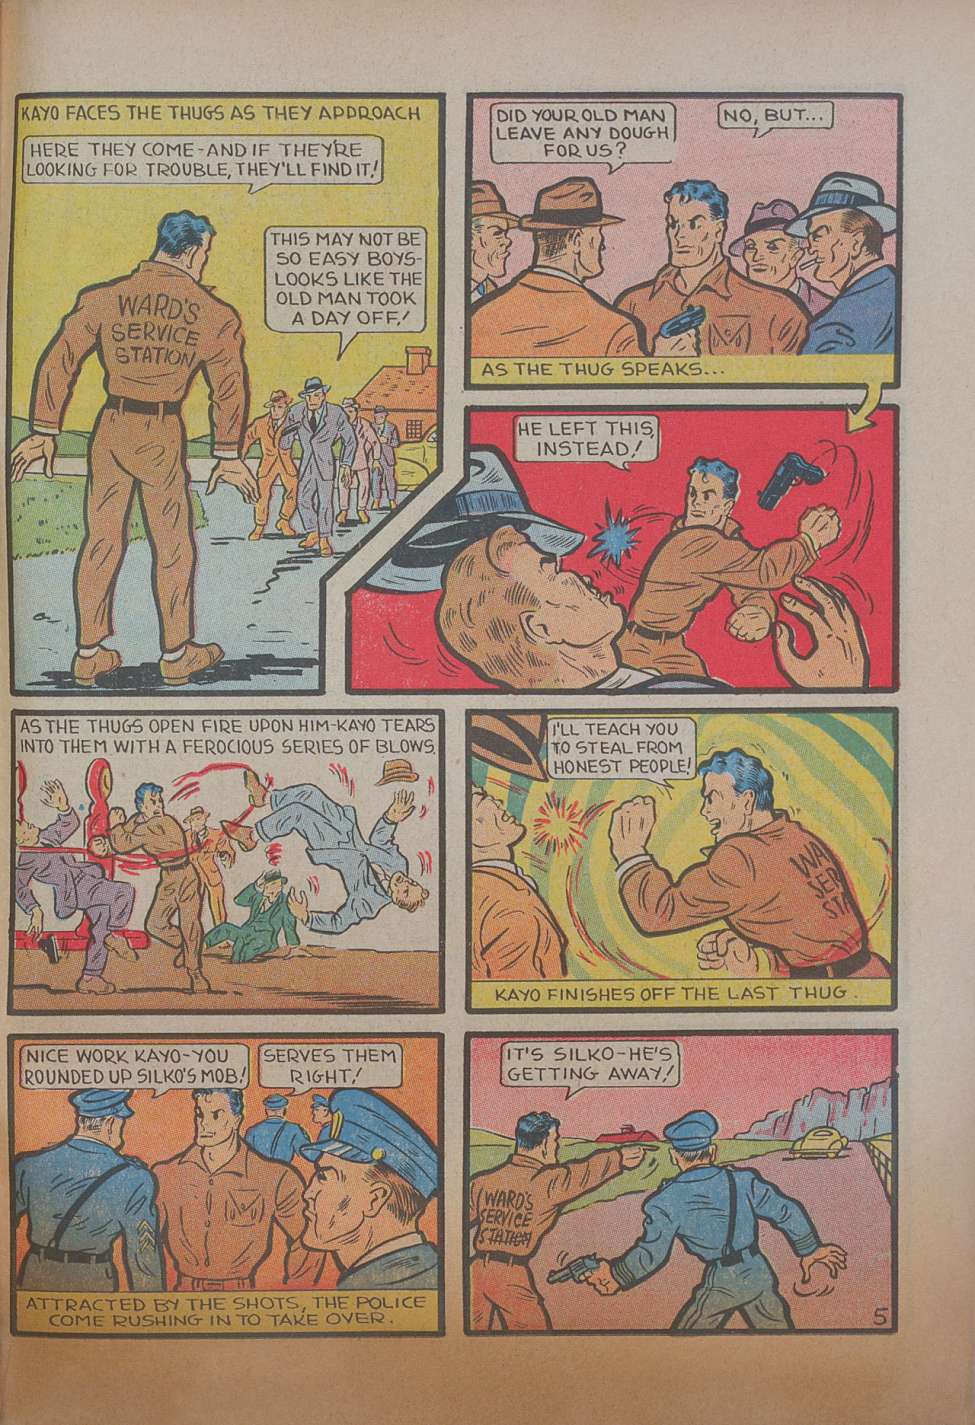 KAYO FACES THE THUGS AS THEY APPROACH
HERE THEY COME-AND IF THEY'RE
LOOKING FOR TROUBLE, THEY'LL FIND IT!
THIS MAY NOT BE
SO EASY BOYS-
LOOKS LIKE THE
OLD MAN TOOK
A DAY OFF!
WARD'S
SERVICE
STATION
DID YOUR OLD MAN
LEAVE ANY DOUGH
FOR US?
NO, BUT...
AS THE THUG SPEAKS...
HE LEFT THIS,
INSTEAD!
AS THE THUGS OPEN FIRE UPON HIM-KAYO TEARS
INTO THEM WITH A FEROCIOUS SERIES OF BLOWS.
I'LL TEACH YOU
TO STEAL FROM
HONEST PEOPLE!
WAR
SER
STA
KAYO FINISHES OFF THE LAST THUG.
NICE WORK, KAYO-YOU
ROUNDED UP SILKO'S MOB!
SERVES THEM
RIGHT!
ATTRACTED BY THE SHOTS, THE POLICE
COME RUSHING IN TO TAKE OVER.
IT'S SILKO-HE'S
GETTING AWAY!
WARD'S
SERVICE
STATION
5